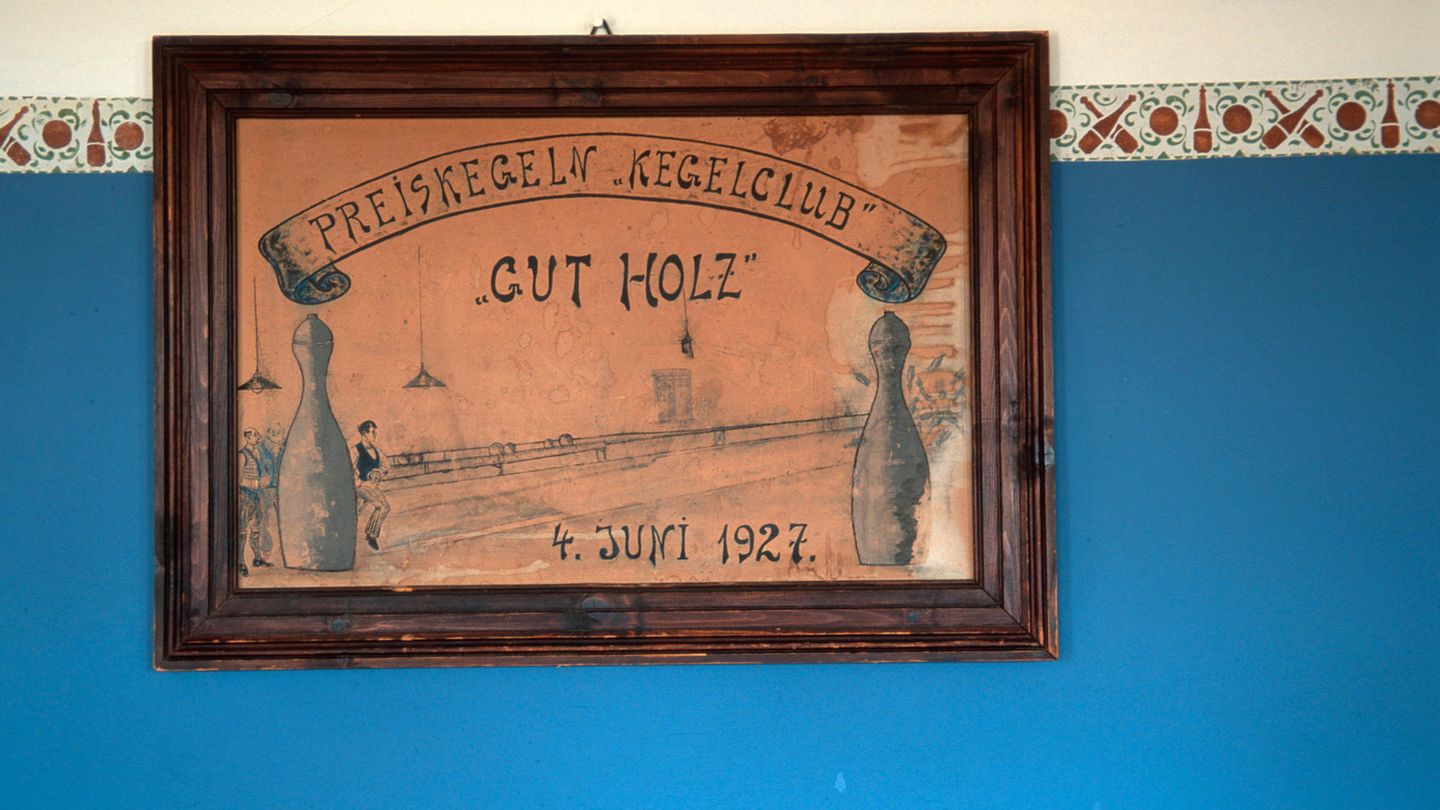 PREISKEGELN „KEGELCLUB”
„GUT HOLZ”
4. JUNI 1927.